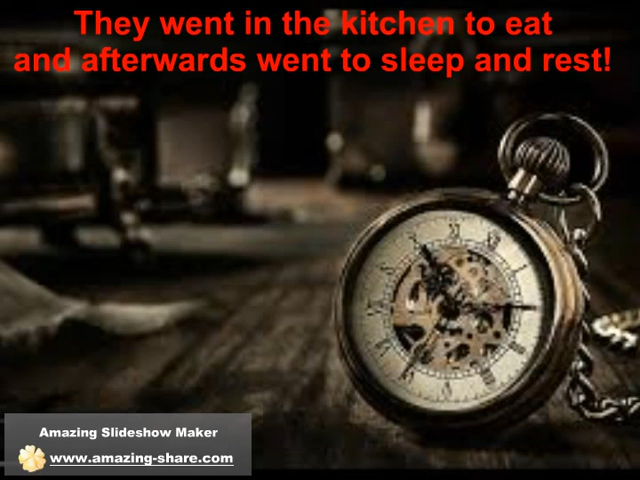 They went in the kitchen to eat
and afterwards went to sleep and rest!
Amazing Slideshow Maker
www.amazing-share.com